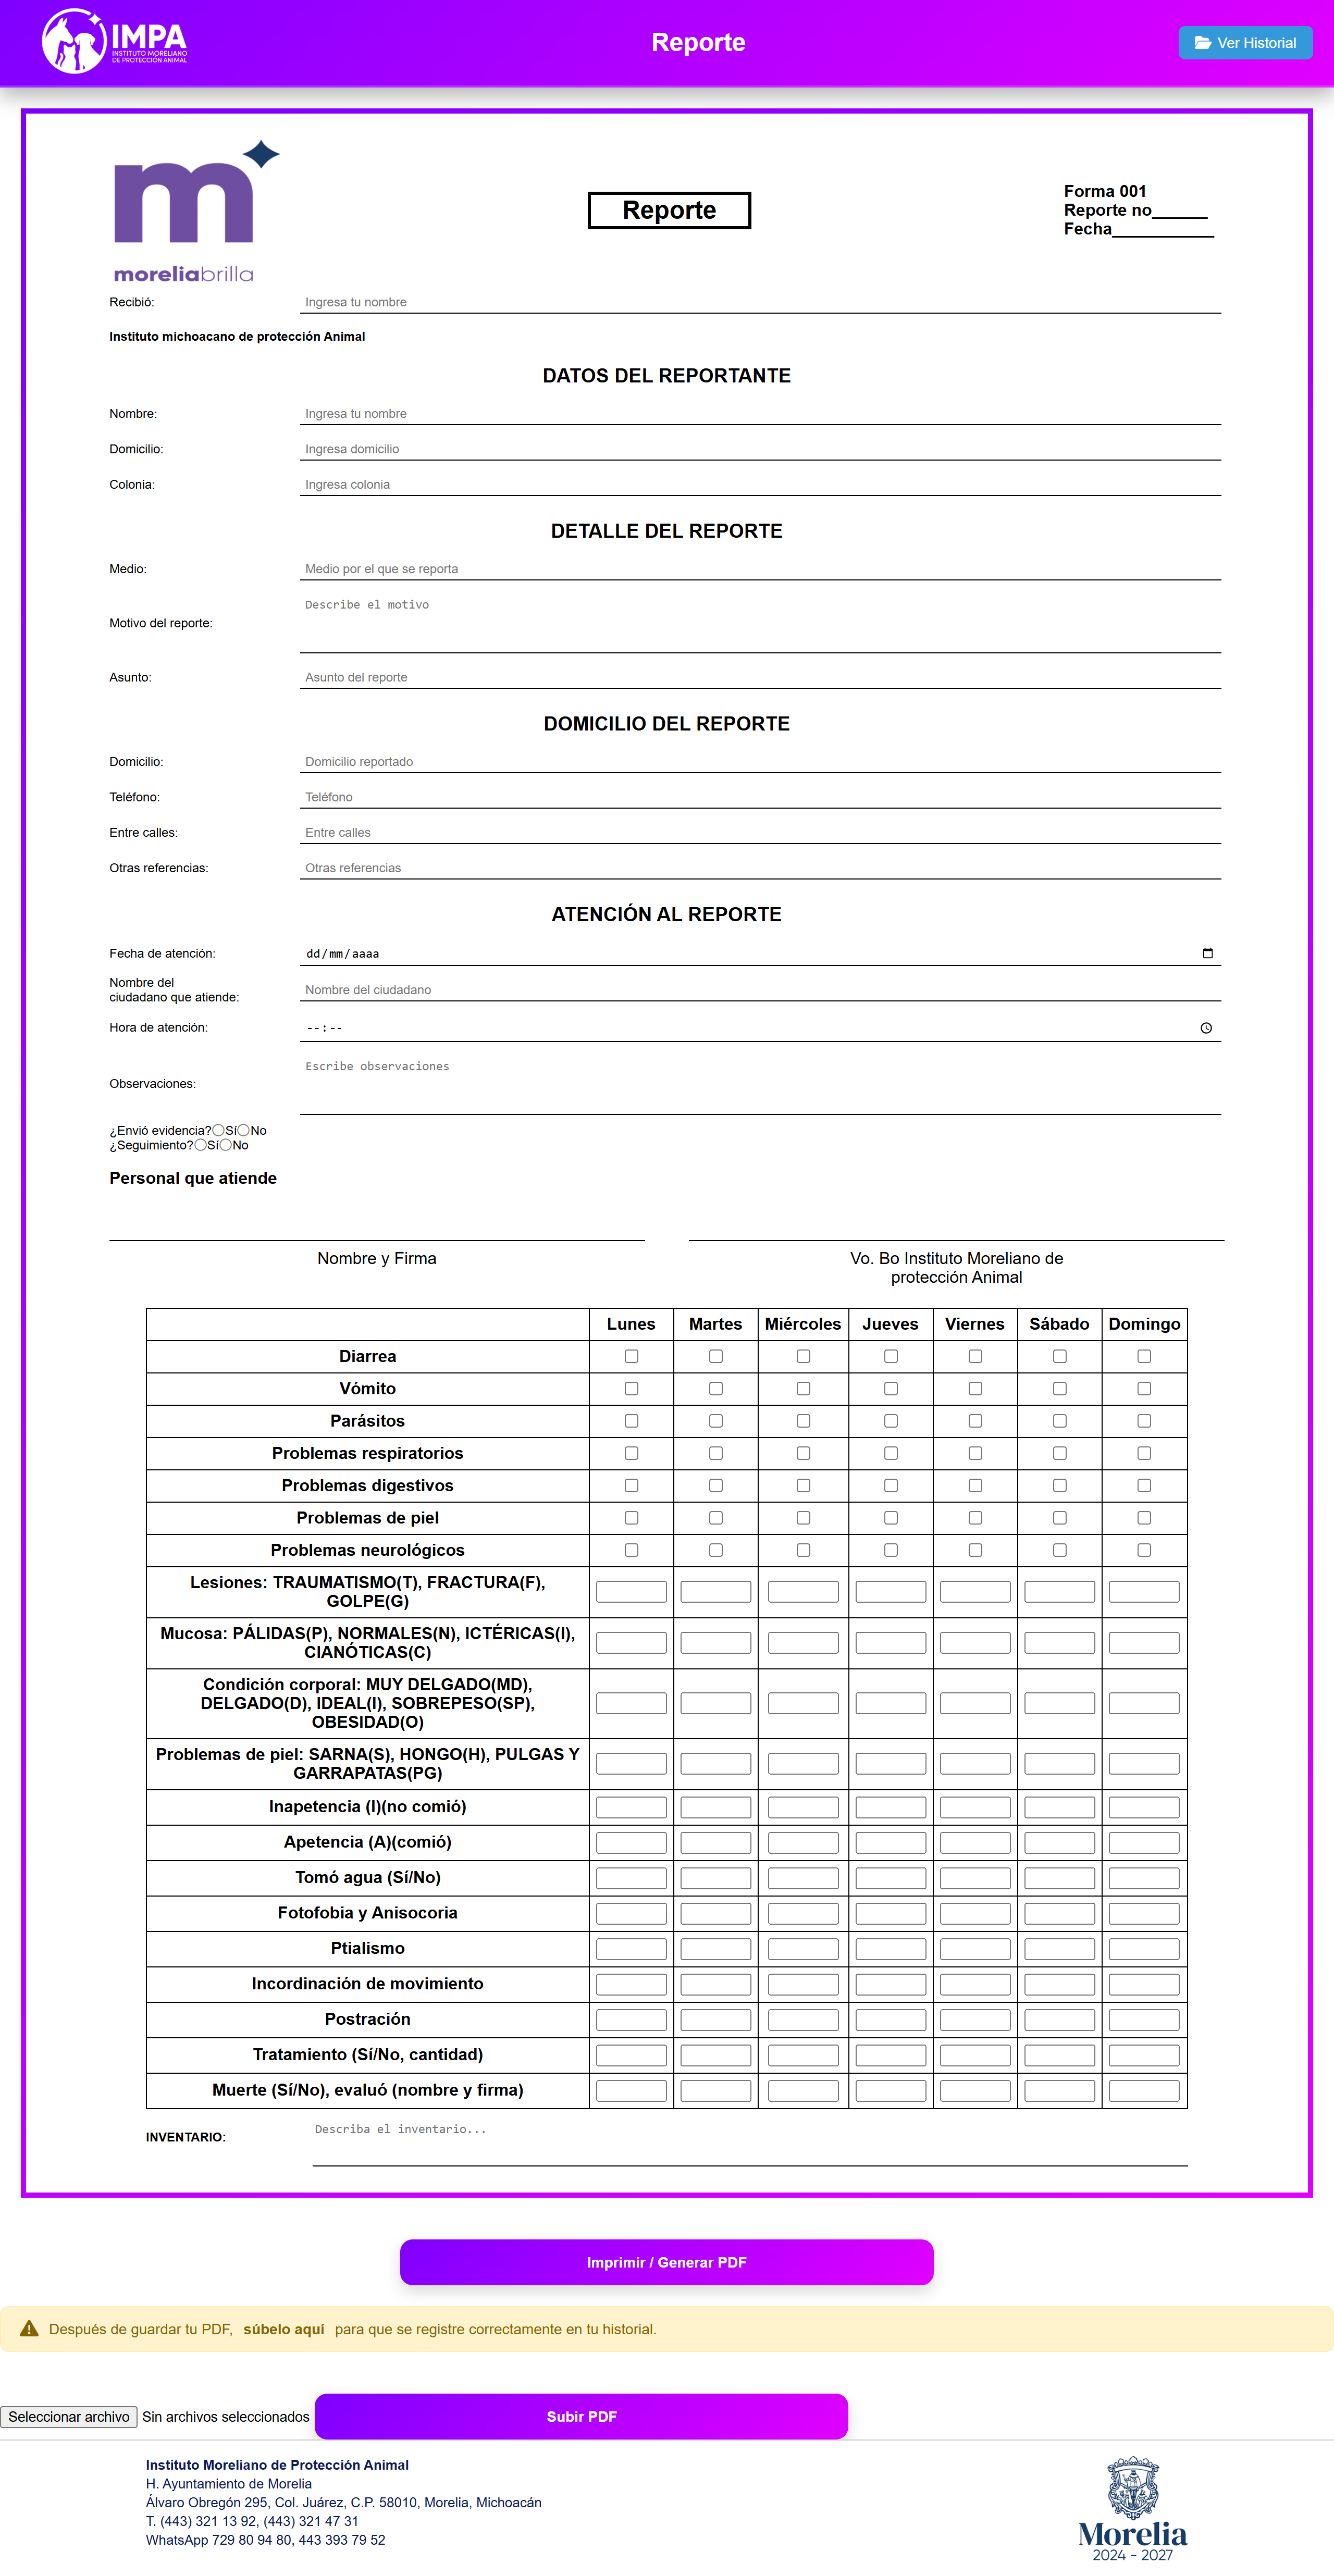 IMPA
INSTITUTO MORELIANO
DE PROTECCIÓN ANIMAL
Reporte
Ver Historial
m
moreliabrilla
Reporte
Forma 001
Reporte no______
Fecha___________
Recibió: Ingresa tu nombre
Instituto michoacano de protección Animal
DATOS DEL REPORTANTE
Nombre: Ingresa tu nombre
Domicilio: Ingresa domicilio
Colonia: Ingresa colonia
DETALLE DEL REPORTE
Medio: Medio por el que se reporta
Motivo del reporte: Describe el motivo
Asunto: Asunto del reporte
DOMICILIO DEL REPORTE
Domicilio: Domicilio reportado
Teléfono: Teléfono
Entre calles: Entre calles
Otras referencias: Otras referencias
ATENCIÓN AL REPORTE
Fecha de atención: dd/mm/aaaa
Nombre del
ciudadano que atiende: Nombre del ciudadano
Hora de atención: --:--
Observaciones: Escribe observaciones
¿Envió evidencia? Sí No
¿Seguimiento? Sí No
Personal que atiende
Nombre y Firma
Vo. Bo Instituto Moreliano de
protección Animal
Lunes Martes Miércoles Jueves Viernes Sábado Domingo
Diarrea
Vómito
Parásitos
Problemas respiratorios
Problemas digestivos
Problemas de piel
Problemas neurológicos
Lesiones: TRAUMATISMO(T), FRACTURA(F),
GOLPE(G)
Mucosa: PÁLIDAS(P), NORMALES(N), ICTÉRICAS(I),
CIANÓTICAS(C)
Condición corporal: MUY DELGADO(MD),
DELGADO(D), IDEAL(I), SOBREPESO(SP),
OBESIDAD(O)
Problemas de piel: SARNA(S), HONGO(H), PULGAS Y
GARRAPATAS(PG)
Inapetencia (I)(no comió)
Apetencia (A)(comió)
Tomó agua (Sí/No)
Fotofobia y Anisocoria
Ptialismo
Incordinación de movimiento
Postración
Tratamiento (Sí/No, cantidad)
Muerte (Sí/No), evaluó (nombre y firma)
INVENTARIO: Describa el inventario...
Imprimir / Generar PDF
Después de guardar tu PDF, súbelo aquí para que se registre correctamente en tu historial.
Seleccionar archivo Sin archivos seleccionados Subir PDF
Instituto Moreliano de Protección Animal
H. Ayuntamiento de Morelia
Álvaro Obregón 295, Col. Juárez, C.P. 58010, Morelia, Michoacán
T. (443) 321 13 92, (443) 321 47 31
WhatsApp 729 80 94 80, 443 393 79 52
Morelia
2024 - 2027